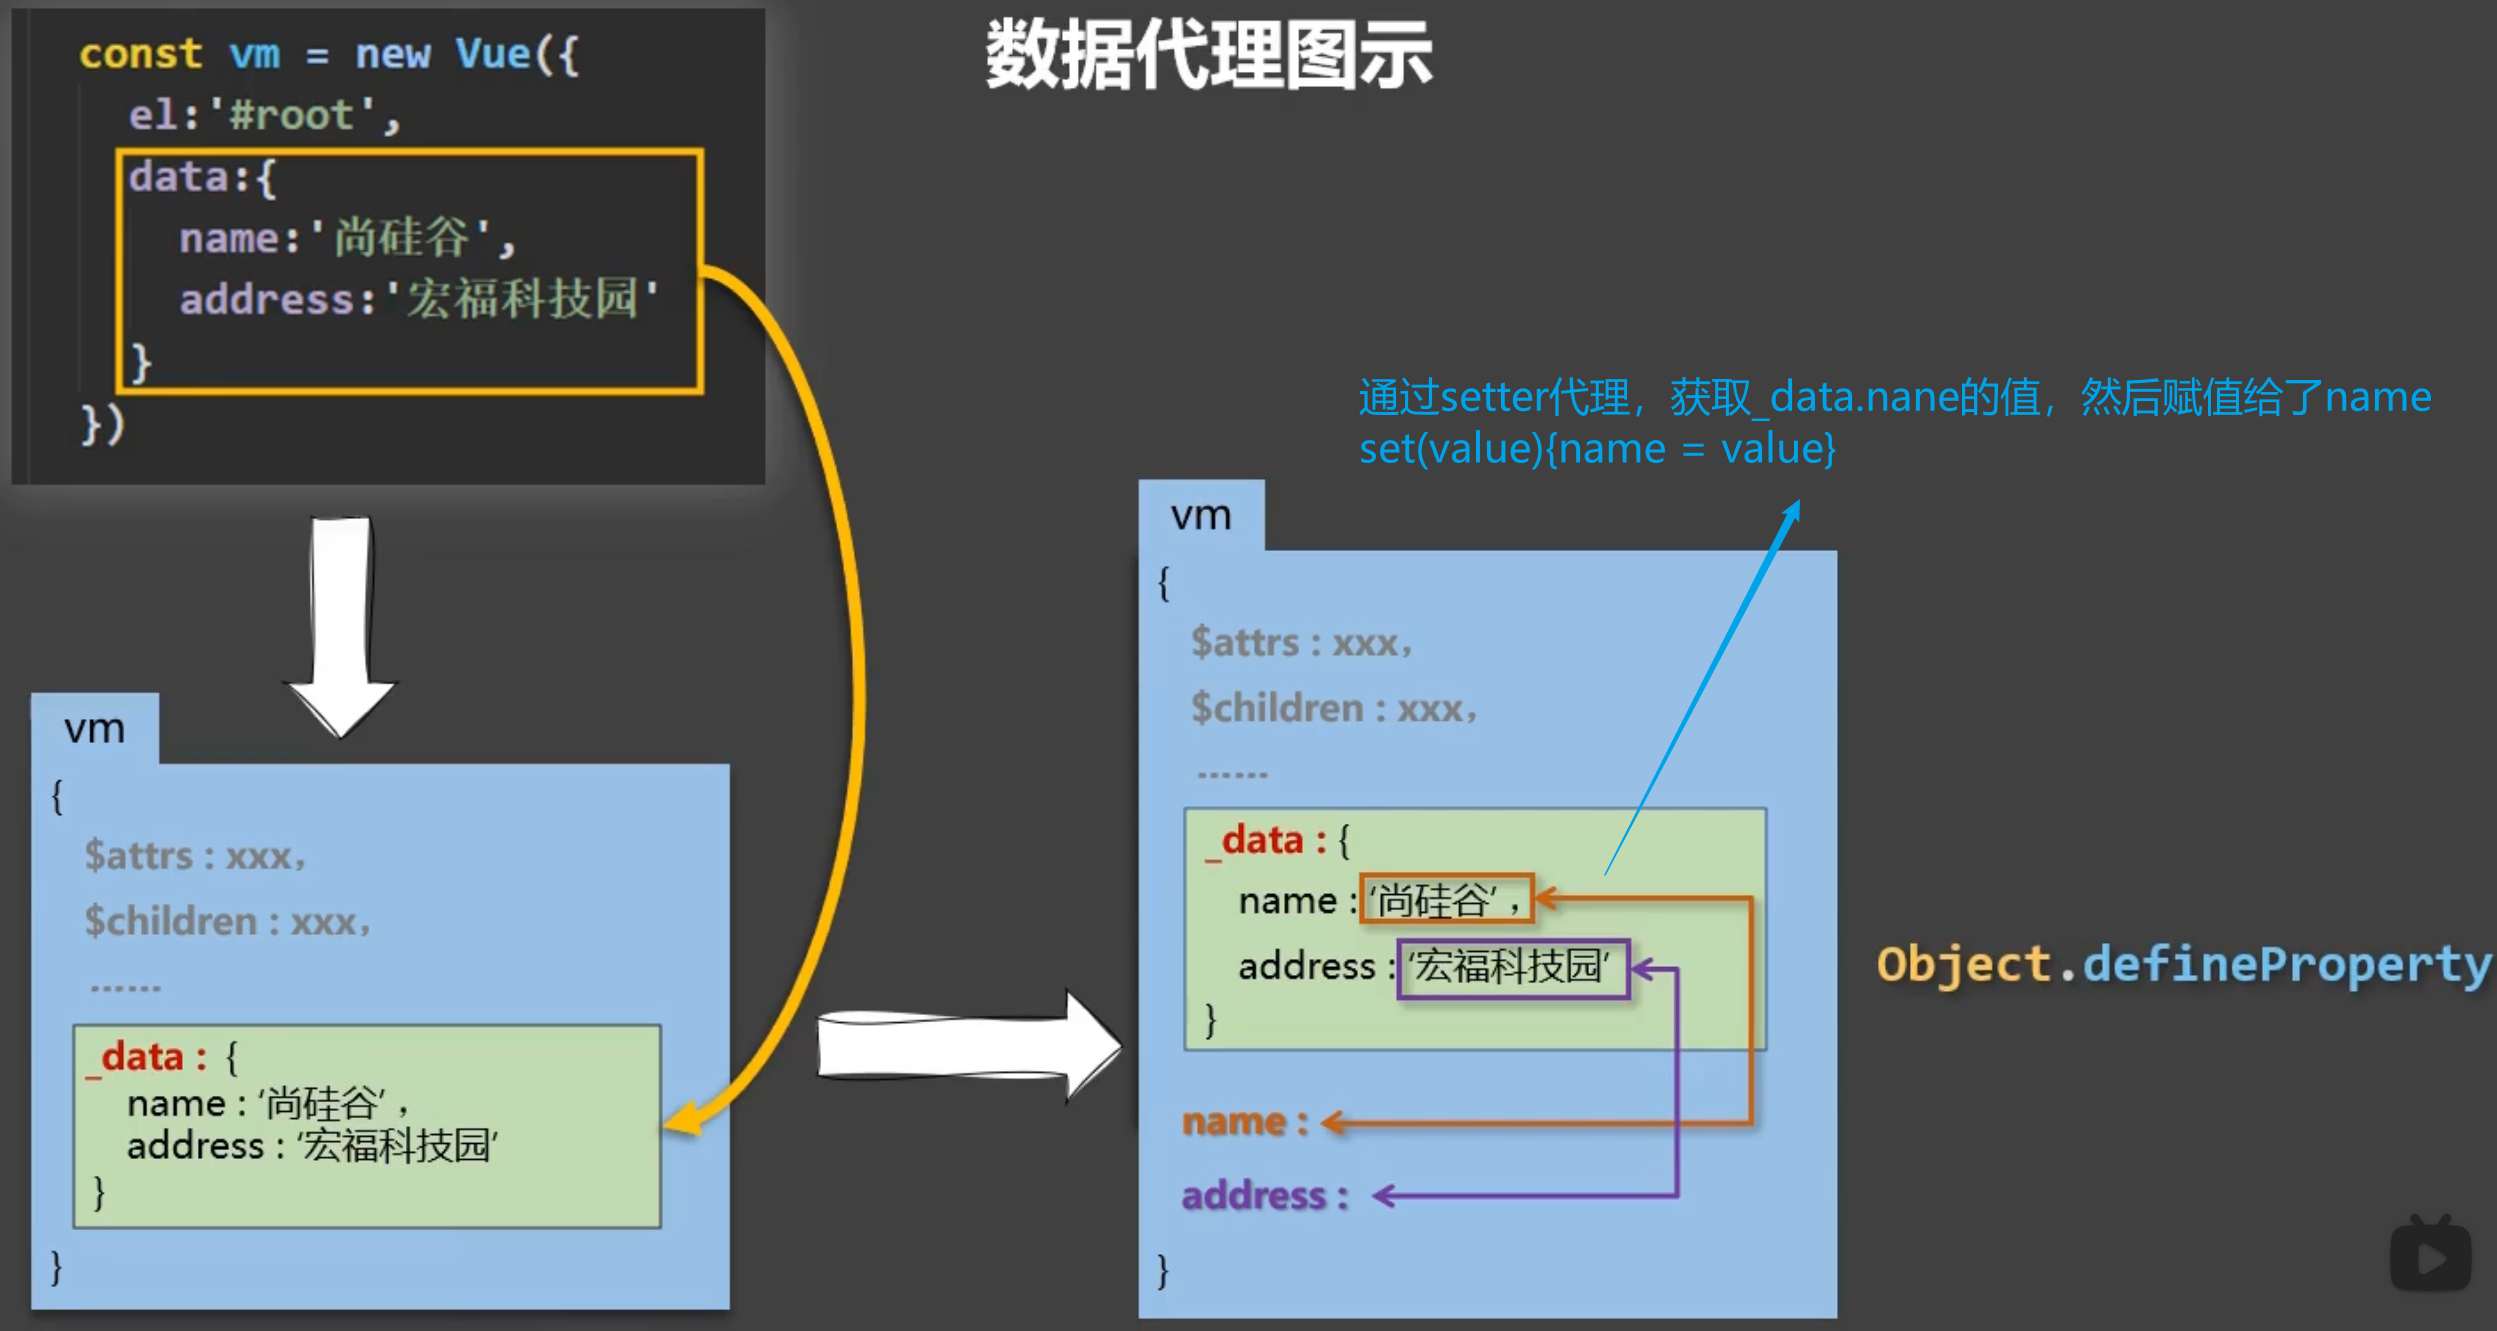 数据代理图示
const vm = new Vue({
el:'#root',
data:{
name:'尚硅谷',
address:'宏福科技园'
}
})
通过setter代理，获取_data.nane的值，然后赋值给了name
set(value){name = value}
vm
{
$attrs : xxx，
$children : xxx，
......
_data : {
name : ‘尚硅谷’ ，
address : ‘宏福科技园’
}
}
vm
{
$attrs : xxx，
$children : xxx，
......
_data : {
name : ‘尚硅谷’ ，
address : ‘宏福科技园’
}
name :
address :
}
Object.defineProperty